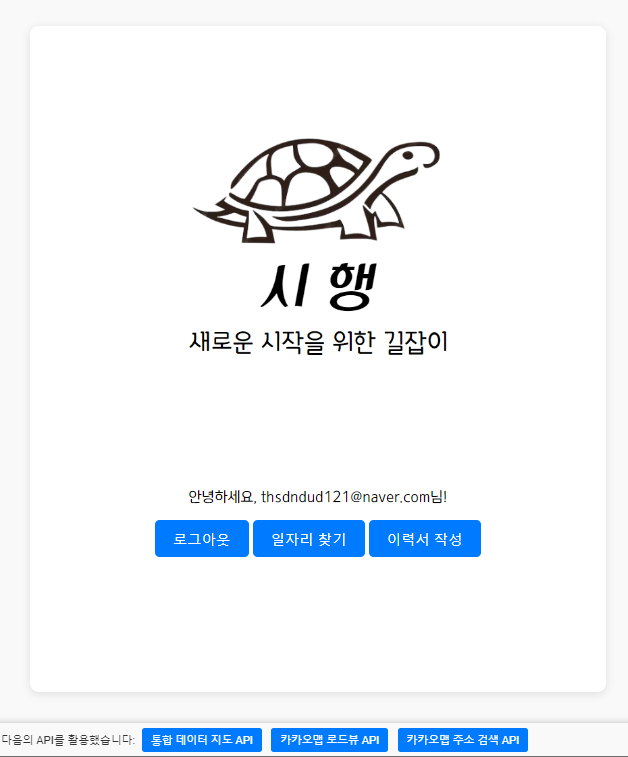 시행
새로운 시작을 위한 길잡이
안녕하세요, thsdndud121@naver.com님!
로그아웃 일자리 찾기 이력서 작성
다음의 API를 활용했습니다: 통합 데이터 지도 API 카카오맵 로드뷰 API 카카오맵 주소 검색 API